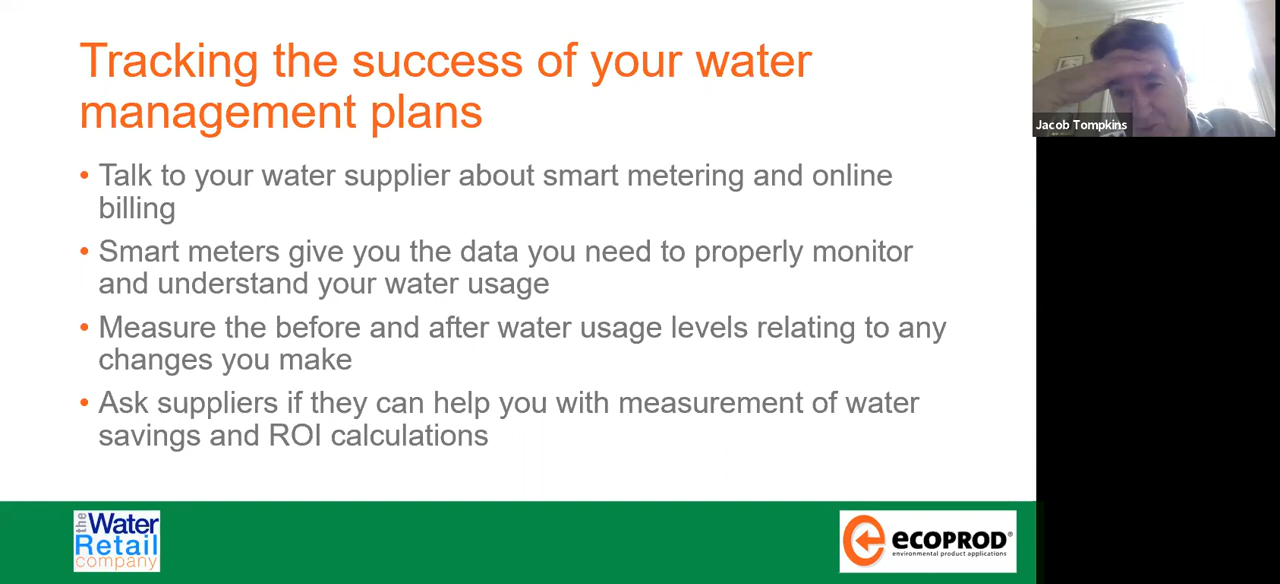 Tracking the success of your water
management plans
• Talk to your water supplier about smart metering and online
billing
• Smart meters give you the data you need to properly monitor
and understand your water usage
• Measure the before and after water usage levels relating to any
changes you make
• Ask suppliers if they can help you with measurement of water
savings and ROI calculations
Jacob Tompkins
the Water
Retail
company
ECOPROD®
environmental product applications